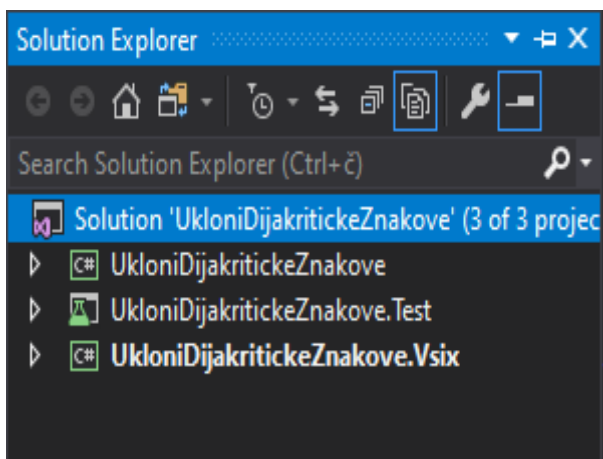 Solution Explorer
Search Solution Explorer (Ctrl+č)
Solution 'UkloniDijakritickeZnakove' (3 of 3 projec
C# UkloniDijakritickeZnakove
UkloniDijakritickeZnakove.Test
C# UkloniDijakritickeZnakove.Vsix